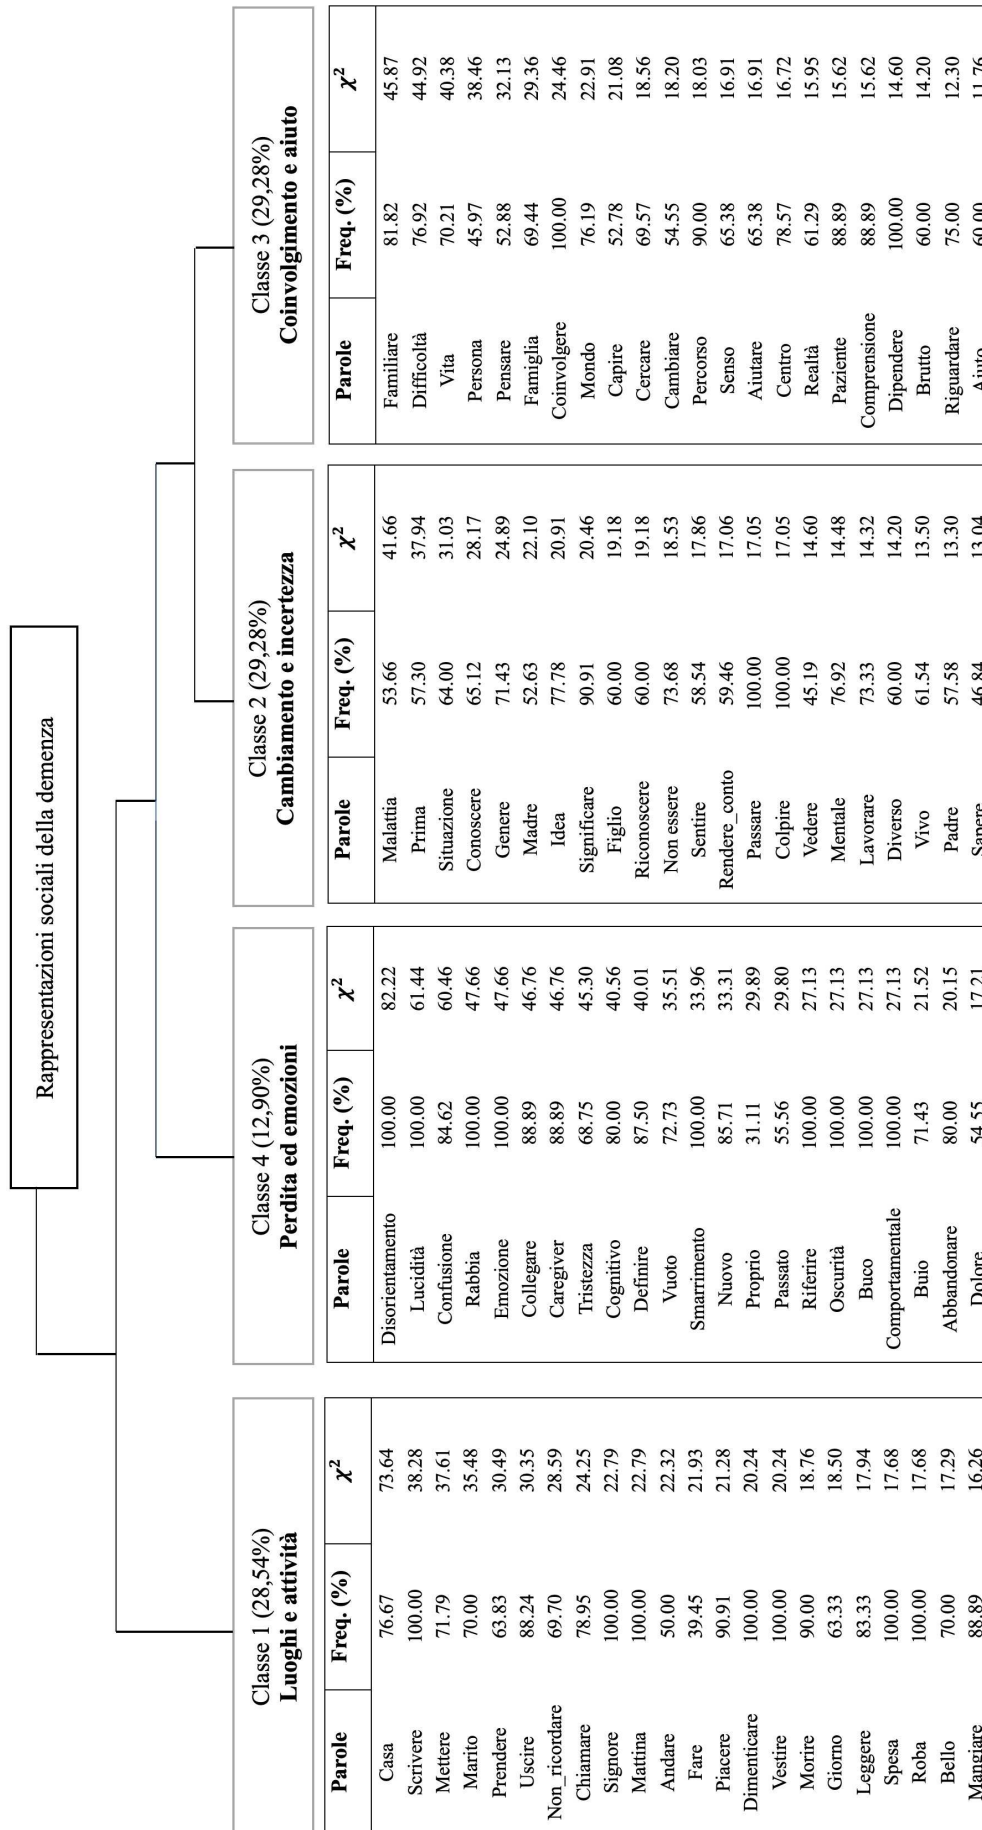 Rappresentazioni sociali della demenza
Classe 1 (28,54%)
Luoghi e attività
Parole Freq. (%) χ²
Casa 76.67 73.64
Scrivere 100.00 38.28
Mettere 71.79 37.61
Marito 70.00 35.48
Prendere 63.83 30.49
Uscire 88.24 30.35
Non_ricordare 69.70 28.59
Chiamare 78.95 24.25
Signore 100.00 22.79
Mattina 100.00 22.79
Andare 50.00 22.32
Fare 39.45 21.93
Piacere 90.91 21.28
Dimenticare 100.00 20.24
Vestire 100.00 20.24
Morire 90.00 18.76
Giorno 63.33 18.50
Leggere 83.33 17.94
Spesa 100.00 17.68
Roba 100.00 17.68
Bello 70.00 17.29
Mangiare 88.89 16.26
Classe 4 (12,90%)
Perdita ed emozioni
Parole Freq. (%) χ²
Disorientamento 100.00 82.22
Lucidità 100.00 61.44
Confusione 84.62 60.46
Rabbia 100.00 47.66
Emozione 100.00 47.66
Collegare 88.89 46.76
Caregiver 88.89 46.76
Tristezza 68.75 45.30
Cognitivo 80.00 40.56
Definire 87.50 40.01
Vuoto 72.73 35.51
Smarrimento 100.00 33.96
Nuovo 85.71 33.31
Proprio 31.11 29.89
Passato 55.56 29.80
Riferire 100.00 27.13
Oscurità 100.00 27.13
Buco 100.00 27.13
Comportamentale 100.00 27.13
Buio 71.43 21.52
Abbandonare 80.00 20.15
Dolore 54.55 17.21
Classe 2 (29,28%)
Cambiamento e incertezza
Parole Freq. (%) χ²
Malattia 53.66 41.66
Prima 57.30 37.94
Situazione 64.00 31.03
Conoscere 65.12 28.17
Genere 71.43 24.89
Madre 52.63 22.10
Idea 77.78 20.91
Significare 90.91 20.46
Figlio 60.00 19.18
Riconoscere 60.00 19.18
Non essere 73.68 18.53
Sentire 58.54 17.86
Rendere_conto 59.46 17.06
Passare 100.00 17.05
Colpire 100.00 17.05
Vedere 45.19 14.60
Mentale 76.92 14.48
Lavorare 73.33 14.32
Diverso 60.00 14.20
Vivo 61.54 13.50
Padre 57.58 13.30
Sapere 46.84 13.04
Classe 3 (29,28%)
Coinvolgimento e aiuto
Parole Freq. (%) χ²
Familiare 81.82 45.87
Difficoltà 76.92 44.92
Vita 70.21 40.38
Persona 45.97 38.46
Pensare 52.88 32.13
Famiglia 69.44 29.36
Coinvolgere 100.00 24.46
Mondo 76.19 22.91
Capire 52.78 21.08
Cercare 69.57 18.56
Cambiare 54.55 18.20
Percorso 90.00 18.03
Senso 65.38 16.91
Aiutare 65.38 16.91
Centro 78.57 16.72
Realtà 61.29 15.95
Paziente 88.89 15.62
Comprensione 88.89 15.62
Dipendere 100.00 14.60
Brutto 60.00 14.20
Riguardare 75.00 12.30
Aiuto 60.00 11.76